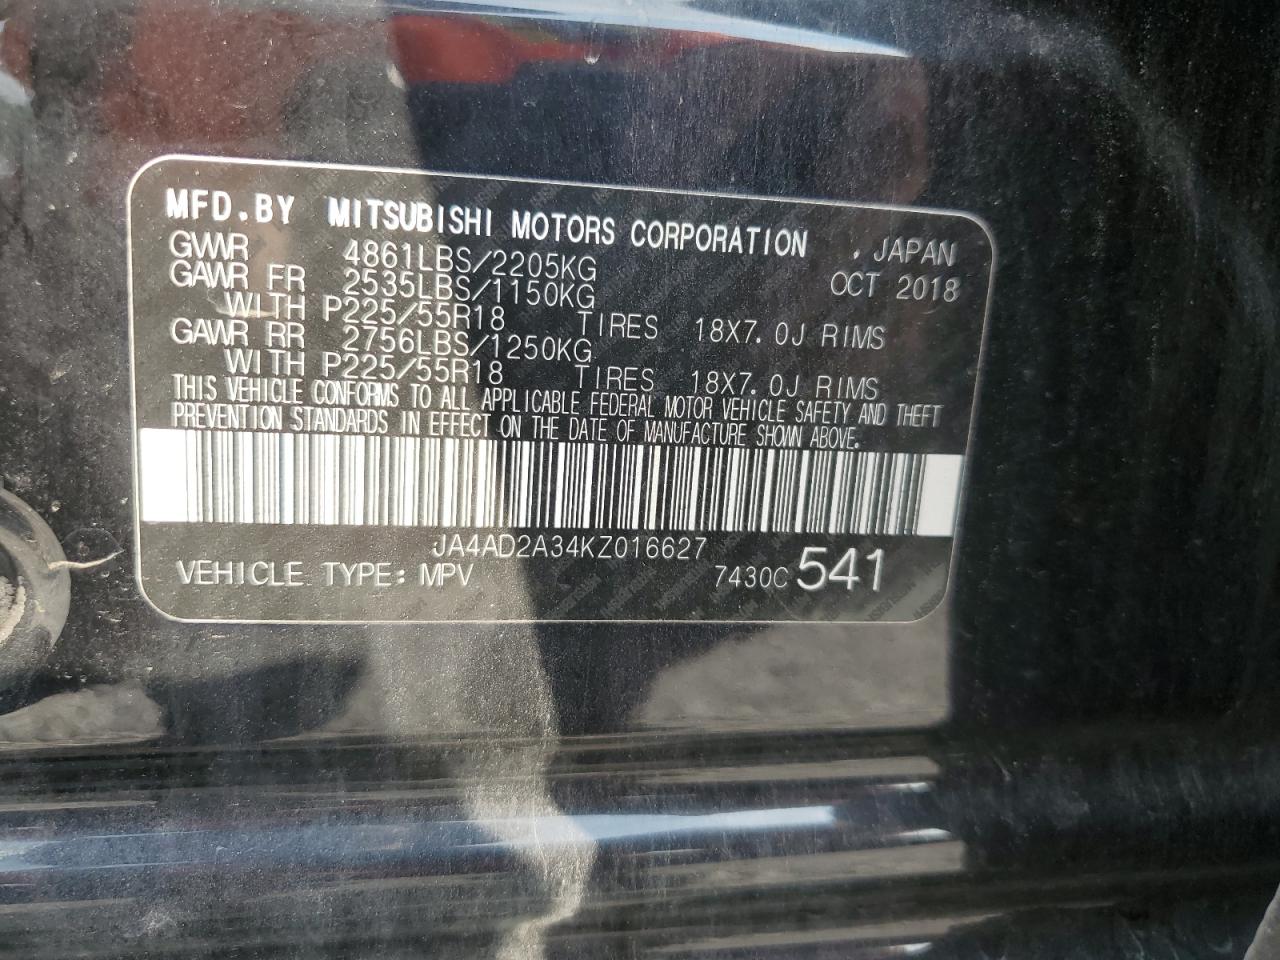 MFD.BY MITSUBISHI MOTORS CORPORATION . JAPAN
GVWR 4861LBS/2205KG OCT 2018
GAWR FR 2535LBS/1150KG
WITH P225/55R18 TIRES 18X7.0J RIMS
GAWR RR 2756LBS/1250KG
WITH P225/55R18 TIRES 18X7.0J RIMS
THIS VEHICLE CONFORMS TO ALL APPLICABLE FEDERAL MOTOR VEHICLE SAFETY AND THEFT
PREVENTION STANDARDS IN EFFECT ON THE DATE OF MANUFACTURE SHOWN ABOVE.
JA4AD2A34KZ016627
VEHICLE TYPE: MPV 7430C 541